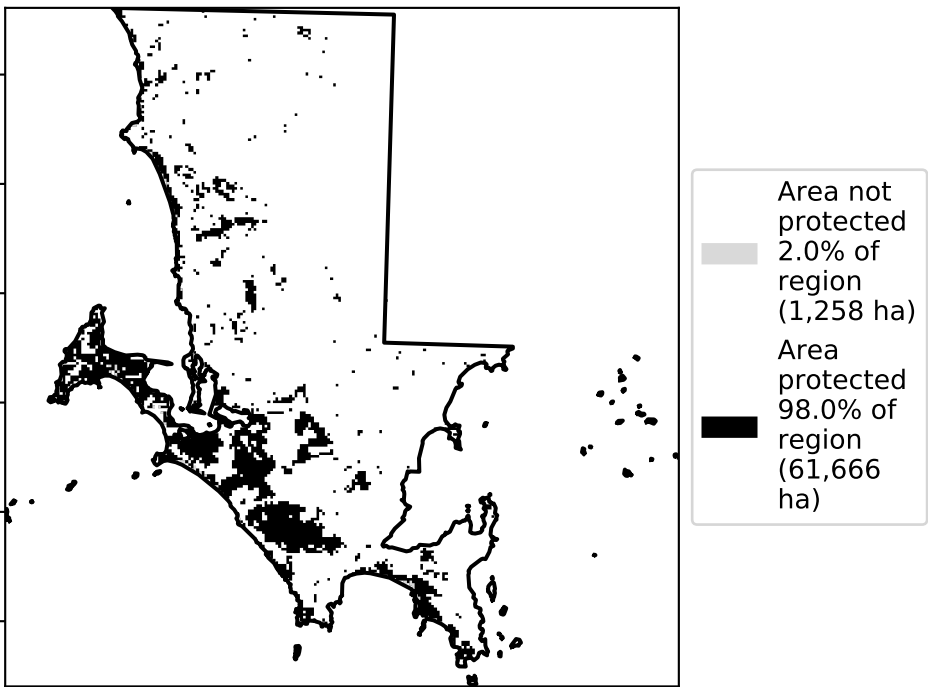 Area not
protected
2.0% of
region
(1,258 ha)
Area
protected
98.0% of
region
(61,666
ha)